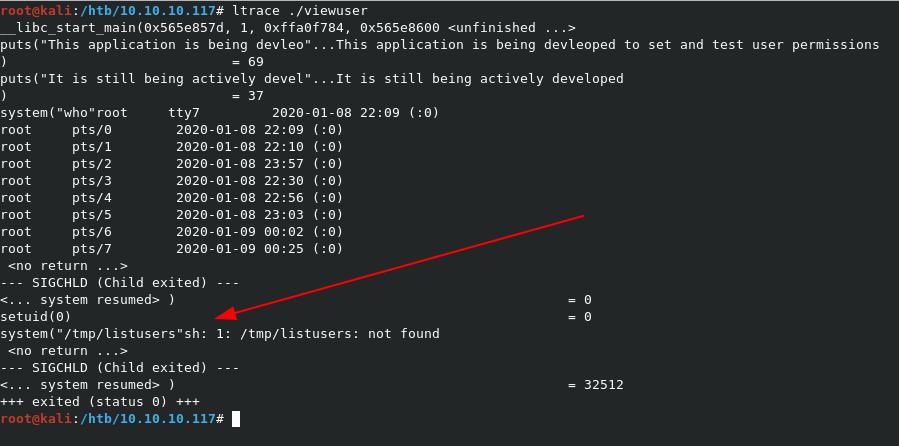 root@kali:/htb/10.10.10.117# ltrace ./viewuser
__libc_start_main(0x565e857d, 1, 0xffa0f784, 0x565e8600 <unfinished ...>
puts("This application is being devleo"...This application is being devleoped to set and test user permissions
)                            = 69
puts("It is still being actively devel"...It is still being actively developed
)                            = 37
system("who"root     tty7         2020-01-08 22:09 (:0)
root     pts/0        2020-01-08 22:09 (:0)
root     pts/1        2020-01-08 22:10 (:0)
root     pts/2        2020-01-08 23:57 (:0)
root     pts/3        2020-01-08 22:30 (:0)
root     pts/4        2020-01-08 22:56 (:0)
root     pts/5        2020-01-08 23:03 (:0)
root     pts/6        2020-01-09 00:02 (:0)
root     pts/7        2020-01-09 00:25 (:0)
 <no return ...>
--- SIGCHLD (Child exited) ---
<... system resumed> )                                                 = 0
setuid(0)                                                              = 0
system("/tmp/listusers"sh: 1: /tmp/listusers: not found
 <no return ...>
--- SIGCHLD (Child exited) ---
<... system resumed> )                                                 = 32512
+++ exited (status 0) +++
root@kali:/htb/10.10.10.117#